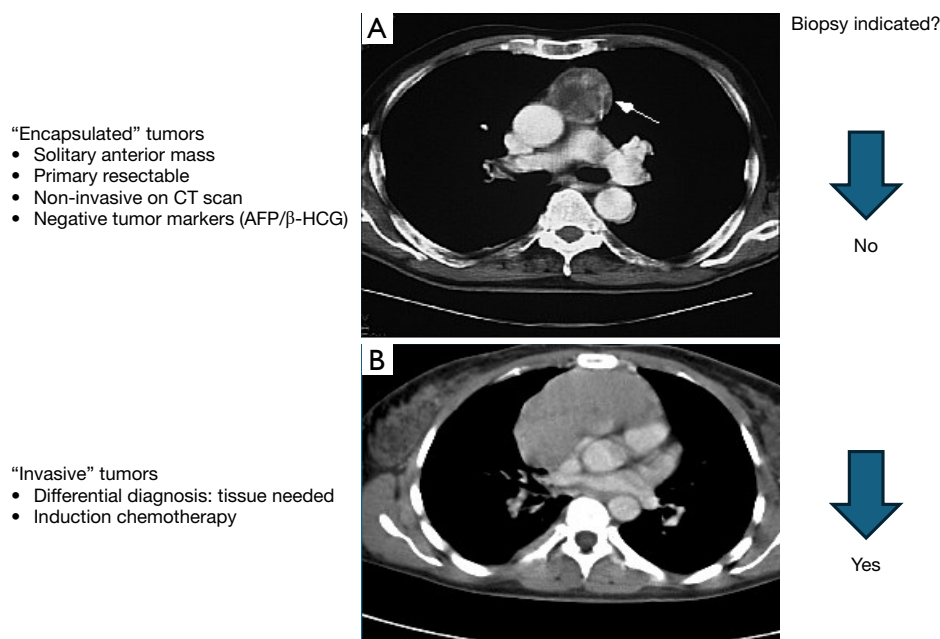 A
Biopsy indicated?
“Encapsulated” tumors
• Solitary anterior mass
• Primary resectable
• Non-invasive on CT scan
• Negative tumor markers (AFP/β-HCG)
No
B
“Invasive” tumors
• Differential diagnosis: tissue needed
• Induction chemotherapy
Yes